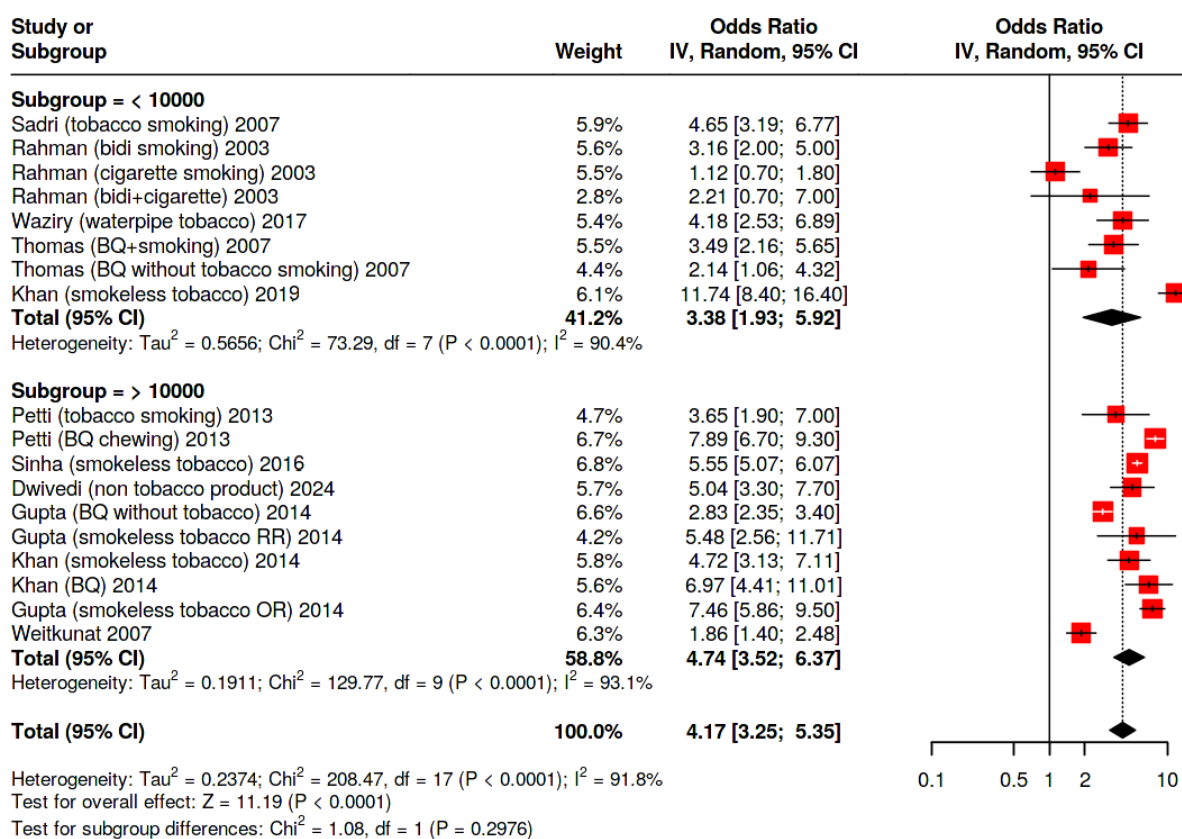 Study or Odds Ratio Odds Ratio
Subgroup Weight IV, Random, 95% CI IV, Random, 95% CI
Subgroup = < 10000
Sadri (tobacco smoking) 2007 5.9% 4.65 [3.19; 6.77]
Rahman (bidi smoking) 2003 5.6% 3.16 [2.00; 5.00]
Rahman (cigarette smoking) 2003 5.5% 1.12 [0.70; 1.80]
Rahman (bidi+cigarette) 2003 2.8% 2.21 [0.70; 7.00]
Waziry (waterpipe tobacco) 2017 5.4% 4.18 [2.53; 6.89]
Thomas (BQ+smoking) 2007 5.5% 3.49 [2.16; 5.65]
Thomas (BQ without tobacco smoking) 2007 4.4% 2.14 [1.06; 4.32]
Khan (smokeless tobacco) 2019 6.1% 11.74 [8.40; 16.40]
Total (95% CI) 41.2% 3.38 [1.93; 5.92]
Heterogeneity: Tau² = 0.5656; Chi² = 73.29, df = 7 (P < 0.0001); I² = 90.4%
Subgroup = > 10000
Petti (tobacco smoking) 2013 4.7% 3.65 [1.90; 7.00]
Petti (BQ chewing) 2013 6.7% 7.89 [6.70; 9.30]
Sinha (smokeless tobacco) 2016 6.8% 5.55 [5.07; 6.07]
Dwivedi (non tobacco product) 2024 5.7% 5.04 [3.30; 7.70]
Gupta (BQ without tobacco) 2014 6.6% 2.83 [2.35; 3.40]
Gupta (smokeless tobacco RR) 2014 4.2% 5.48 [2.56; 11.71]
Khan (smokeless tobacco) 2014 5.8% 4.72 [3.13; 7.11]
Khan (BQ) 2014 5.6% 6.97 [4.41; 11.01]
Gupta (smokeless tobacco OR) 2014 6.4% 7.46 [5.86; 9.50]
Weitkunat 2007 6.3% 1.86 [1.40; 2.48]
Total (95% CI) 58.8% 4.74 [3.52; 6.37]
Heterogeneity: Tau² = 0.1911; Chi² = 129.77, df = 9 (P < 0.0001); I² = 93.1%
Total (95% CI) 100.0% 4.17 [3.25; 5.35]
0.1 0.5 1 2 10
Heterogeneity: Tau² = 0.2374; Chi² = 208.47, df = 17 (P < 0.0001); I² = 91.8%
Test for overall effect: Z = 11.19 (P < 0.0001)
Test for subgroup differences: Chi² = 1.08, df = 1 (P = 0.2976)